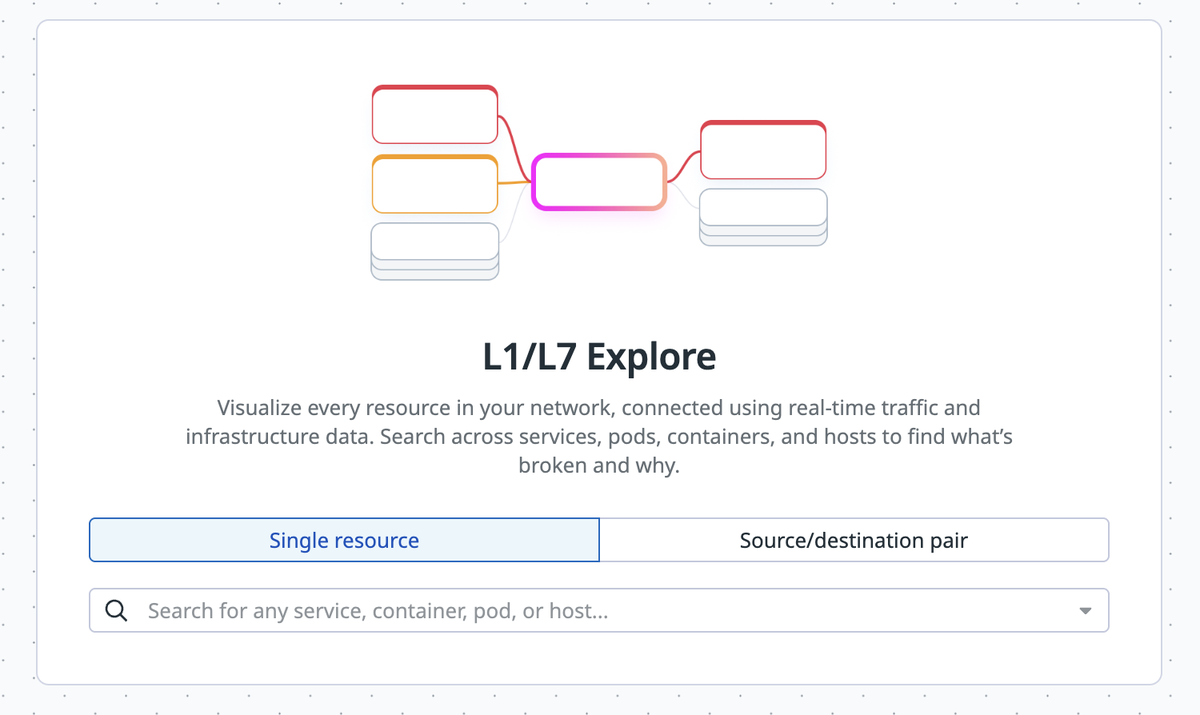 L1/L7 Explore
Visualize every resource in your network, connected using real-time traffic and
infrastructure data. Search across services, pods, containers, and hosts to find what’s
broken and why.
Single resource
Source/destination pair
Search for any service, container, pod, or host...